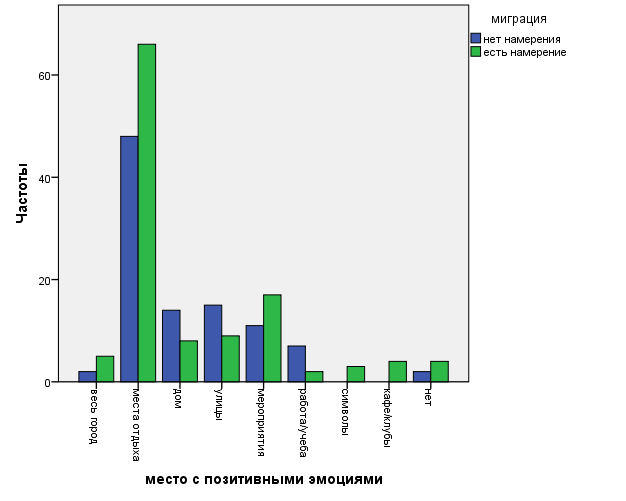 миграция
нет намерения
есть намерение
Частоты
60
40
20
0
весь город
места отдыха
дом
улицы
мероприятия
работа/учеба
символы
кафе/клубы
нет
место с позитивными эмоциями